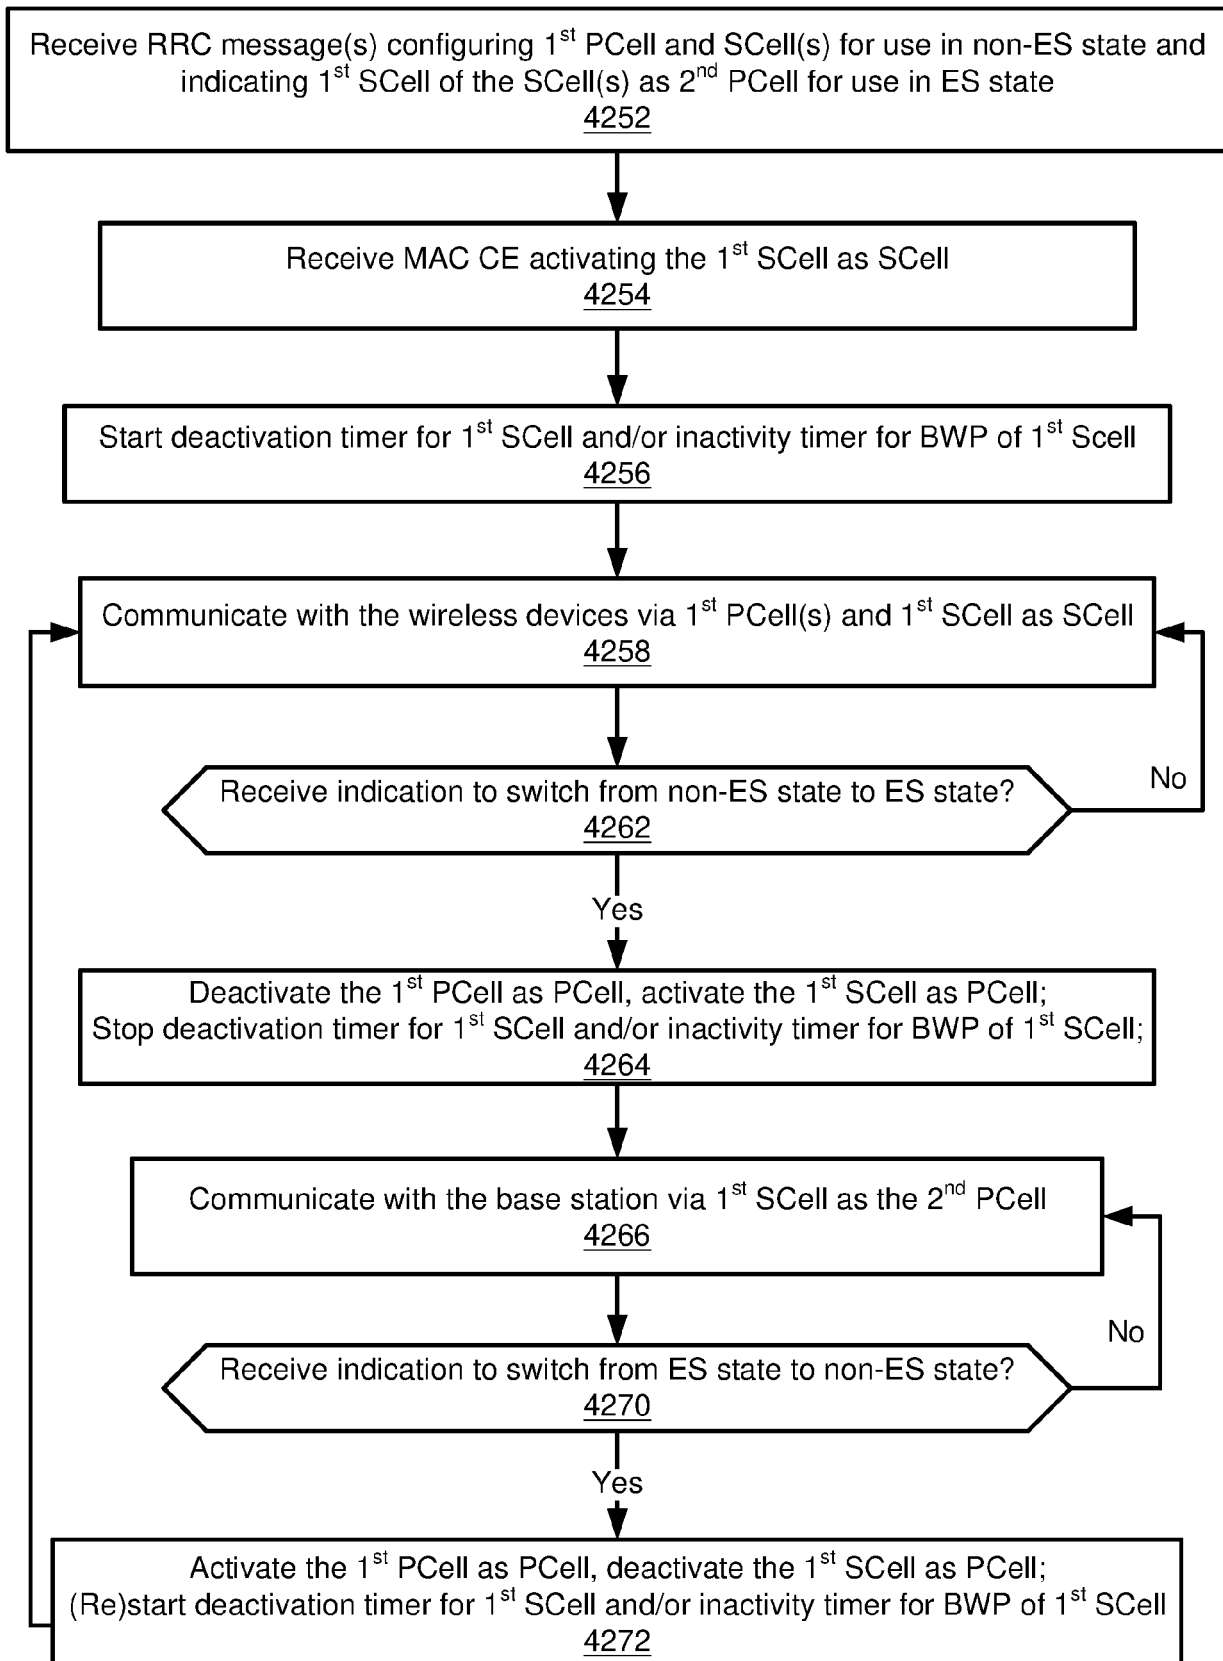 Receive RRC message(s) configuring 1st PCell and SCell(s) for use in non-ES state and
indicating 1st SCell of the SCell(s) as 2nd PCell for use in ES state
4252
Receive MAC CE activating the 1st SCell as SCell
4254
Start deactivation timer for 1st SCell and/or inactivity timer for BWP of 1st Scell
4256
Communicate with the wireless devices via 1st PCell(s) and 1st SCell as SCell
4258
Receive indication to switch from non-ES state to ES state?
4262
No
Yes
Deactivate the 1st PCell as PCell, activate the 1st SCell as PCell;
Stop deactivation timer for 1st SCell and/or inactivity timer for BWP of 1st SCell;
4264
Communicate with the base station via 1st SCell as the 2nd PCell
4266
Receive indication to switch from ES state to non-ES state?
4270
No
Yes
Activate the 1st PCell as PCell, deactivate the 1st SCell as PCell;
(Re)start deactivation timer for 1st SCell and/or inactivity timer for BWP of 1st SCell
4272